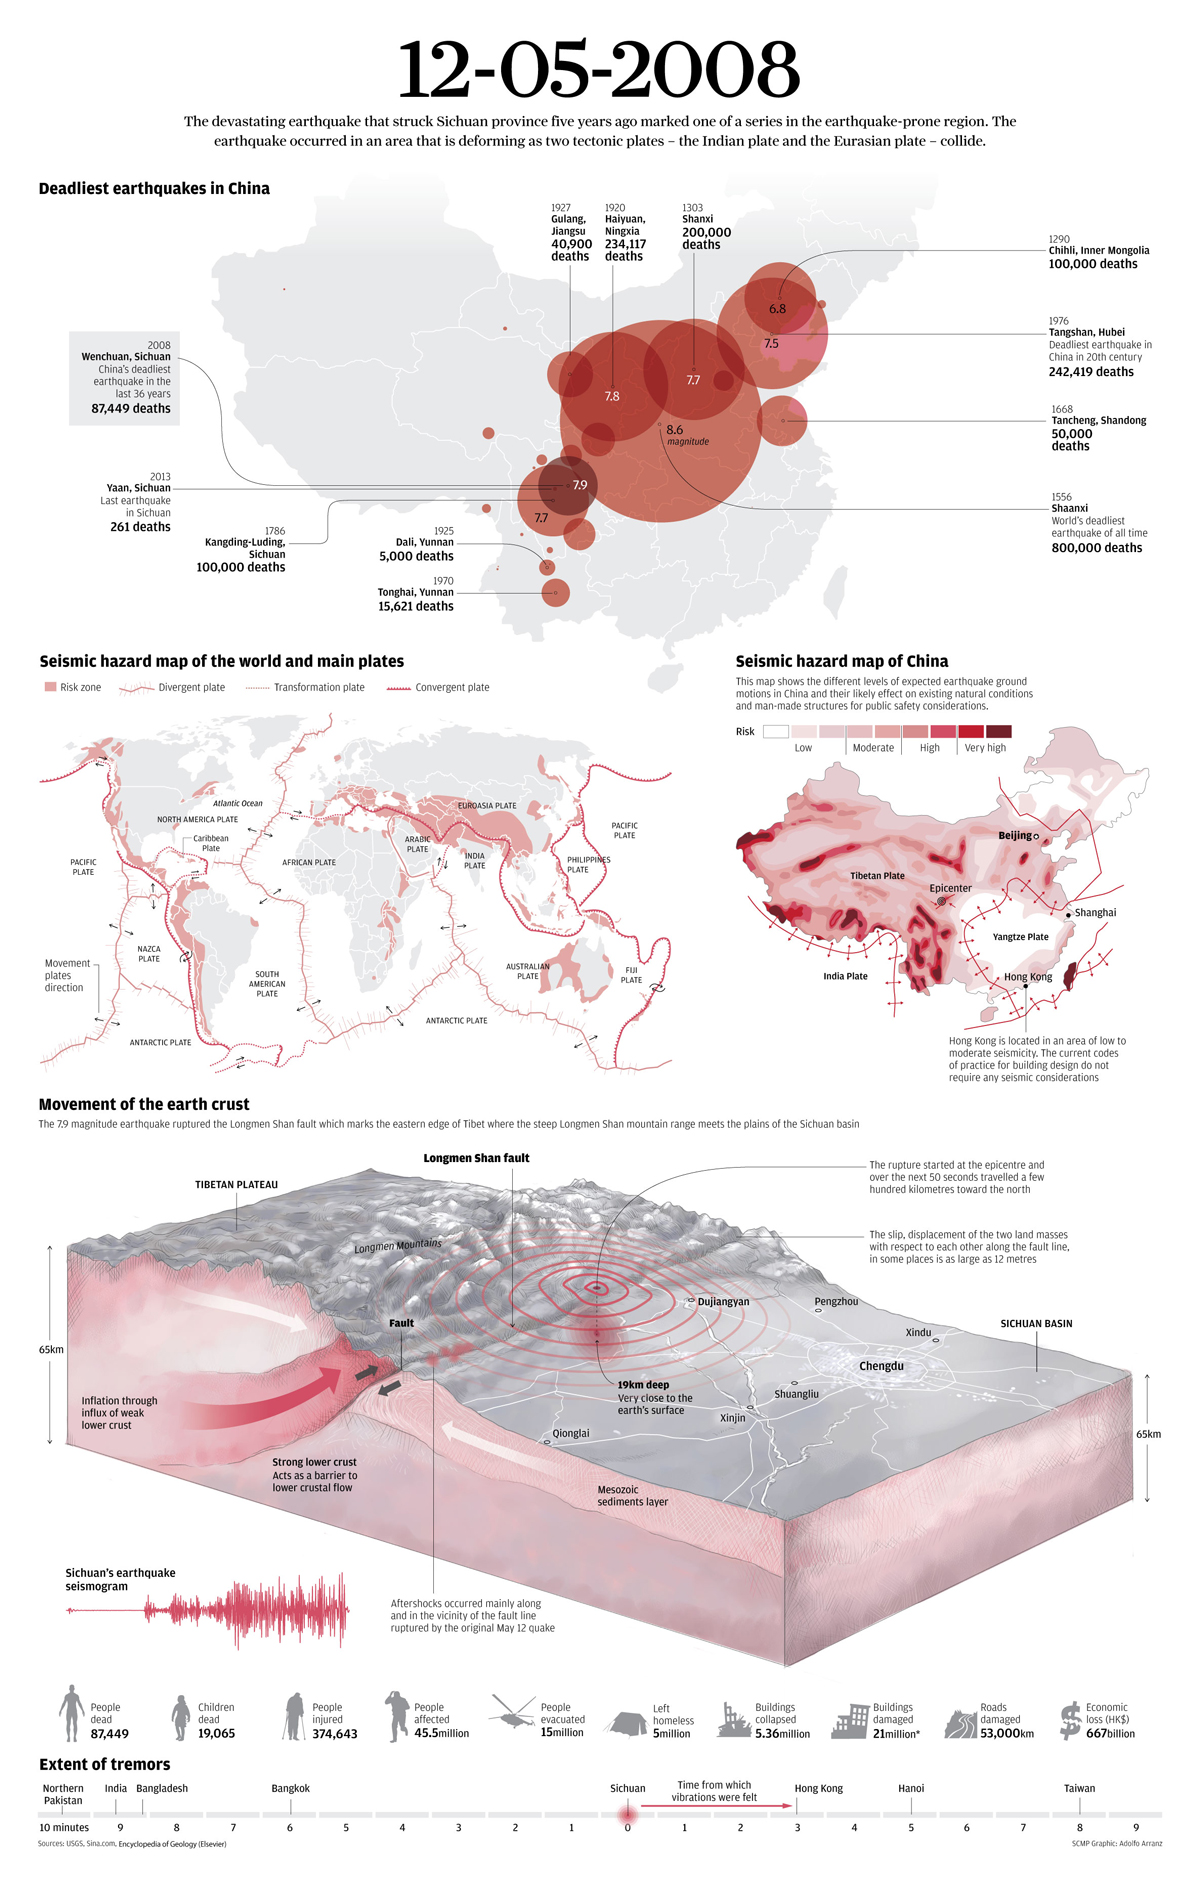 12-05-2008
The devastating earthquake that struck Sichuan province five years ago marked one of a series in the earthquake-prone region. The
earthquake occurred in an area that is deforming as two tectonic plates – the Indian plate and the Eurasian plate – collide.
Deadliest earthquakes in China
1927
Gulang,
Jiangsu
40,900
deaths
1920
Haiyuan,
Ningxia
234,117
deaths
1303
Shanxi
200,000
deaths
1290
Chihli, Inner Mongolia
100,000 deaths
1976
Tangshan, Hubei
Deadliest earthquake in
China in 20th century
242,419 deaths
1668
Tancheng, Shandong
50,000
deaths
1556
Shaanxi
World's deadliest
earthquake of all time
800,000 deaths
2008
Wenchuan, Sichuan
China's deadliest
earthquake in the
last 36 years
87,449 deaths
2013
Yaan, Sichuan
Last earthquake
in Sichuan
261 deaths
1786
Kangding-Luding,
Sichuan
100,000 deaths
1925
Dali, Yunnan
5,000 deaths
1970
Tonghai, Yunnan
15,621 deaths
6.8
7.5
7.7
7.8
8.6
magnitude
7.9
7.7
Seismic hazard map of the world and main plates
Risk zone
Divergent plate
Transformation plate
Convergent plate
Atlantic Ocean
NORTH AMERICA PLATE
Caribbean
Plate
PACIFIC
PLATE
AFRICAN PLATE
ARABIC
PLATE
EUROASIA PLATE
INDIA
PLATE
PHILIPPINES
PLATE
PACIFIC
PLATE
NAZCA
PLATE
Movement
plates
direction
SOUTH
AMERICAN
PLATE
AUSTRALIAN
PLATE
FIJI
PLATE
ANTARCTIC PLATE
ANTARCTIC PLATE
Seismic hazard map of China
This map shows the different levels of expected earthquake ground
motions in China and their likely effect on existing natural conditions
and man-made structures for public safety considerations.
Risk
Low
Moderate
High
Very high
Beijing
Tibetan Plate
Epicenter
Shanghai
Yangtze Plate
India Plate
Hong Kong
Hong Kong is located in an area of low to
moderate seismicity. The current codes
of practice for building design do not
require any seismic considerations
Movement of the earth crust
The 7.9 magnitude earthquake ruptured the Longmen Shan fault which marks the eastern edge of Tibet where the steep Longmen Shan mountain range meets the plains of the Sichuan basin
Longmen Shan fault
TIBETAN PLATEAU
The rupture started at the epicentre and
over the next 50 seconds travelled a few
hundred kilometres toward the north
The slip, displacement of the two land masses
with respect to each other along the fault line,
in some places is as large as 12 metres
Longmen Mountains
Dujiangyan
Pengzhou
Fault
Xindu
SICHUAN BASIN
65km
Chengdu
19km deep
Very close to the
earth's surface
Shuangliu
Xinjin
Qionglai
65km
Inflation through
influx of weak
lower crust
Strong lower crust
Acts as a barrier to
lower crustal flow
Mesozoic
sediments layer
Sichuan's earthquake
seismogram
Aftershocks occurred mainly along
and in the vicinity of the fault line
ruptured by the original May 12 quake
People
dead
87,449
Children
dead
19,065
People
injured
374,643
People
affected
45.5million
People
evacuated
15million
Left
homeless
5million
Buildings
collapsed
5.36million
Buildings
damaged
21million*
Roads
damaged
53,000km
Economic
loss (HK$)
667billion
Extent of tremors
Northern
Pakistan
India
Bangladesh
Bangkok
Sichuan
Time from which
vibrations were felt
Hong Kong
Hanoi
Taiwan
10 minutes 9 8 7 6 5 4 3 2 1 0 1 2 3 4 5 6 7 8 9
Sources: USGS, Sina.com, Encyclopedia of Geology (Elsevier)
SCMP Graphic: Adolfo Arranz